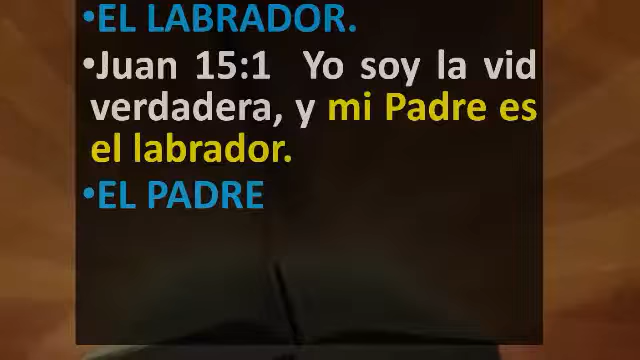 •EL LABRADOR.
•Juan 15:1 Yo soy la vid
verdadera, y mi Padre es
el labrador.
•EL PADRE